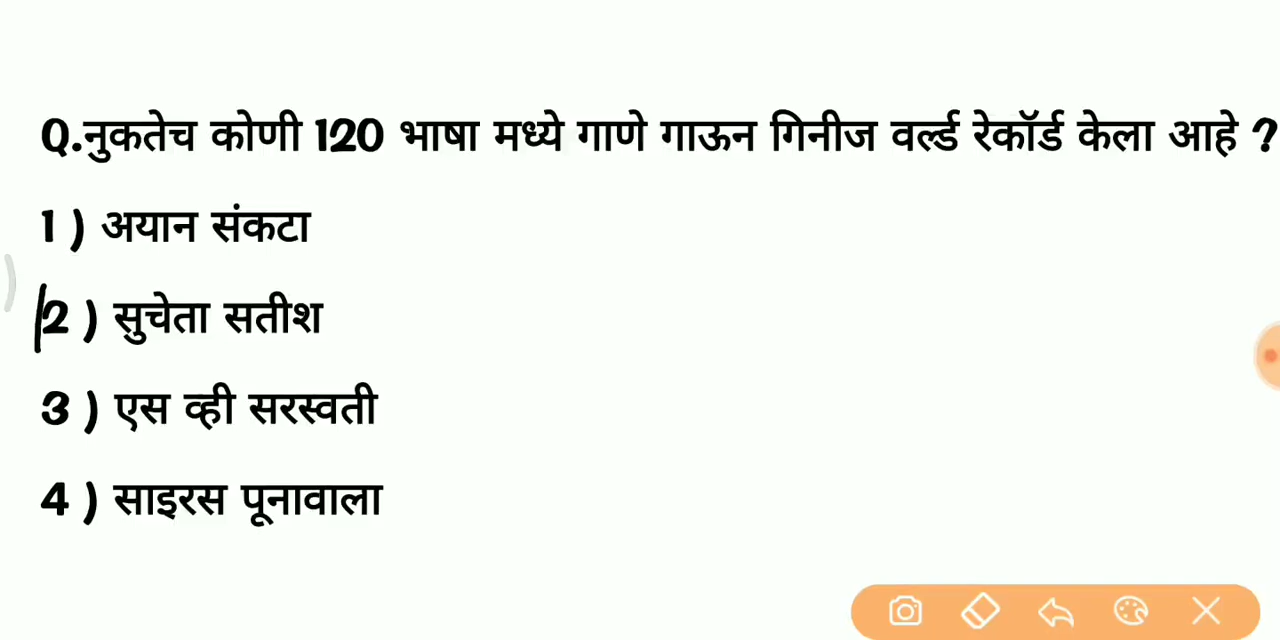 Q.नुकतेच कोणी 120 भाषा मध्ये गाणे गाऊन गिनीज वर्ल्ड रेकॉर्ड केला आहे ?
1 ) अयान संकटा
2 ) सुचेता सतीश
3 ) एस व्ही सरस्वती
4 ) साइरस पूनावाला